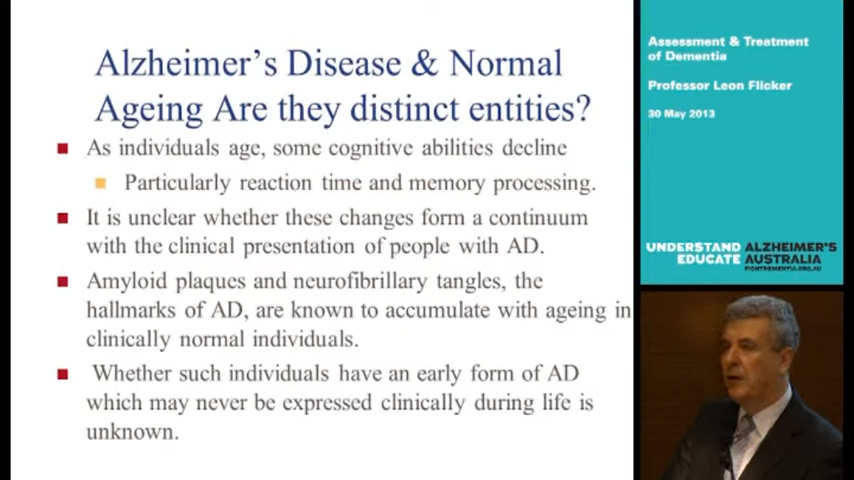 Alzheimer's Disease & Normal
Ageing Are they distinct entities?
As individuals age, some cognitive abilities decline
Particularly reaction time and memory processing.
It is unclear whether these changes form a continuum
with the clinical presentation of people with AD.
Amyloid plaques and neurofibrillary tangles, the
hallmarks of AD, are known to accumulate with ageing in
clinically normal individuals.
Whether such individuals have an early form of AD
which may never be expressed clinically during life is
unknown.
Assessment & Treatment
of Dementia
Professor Leon Flicker
30 May 2013
UNDERSTAND ALZHEIMER'S
EDUCATE AUSTRALIA
FIGHTDEMENTIA.ORG.AU